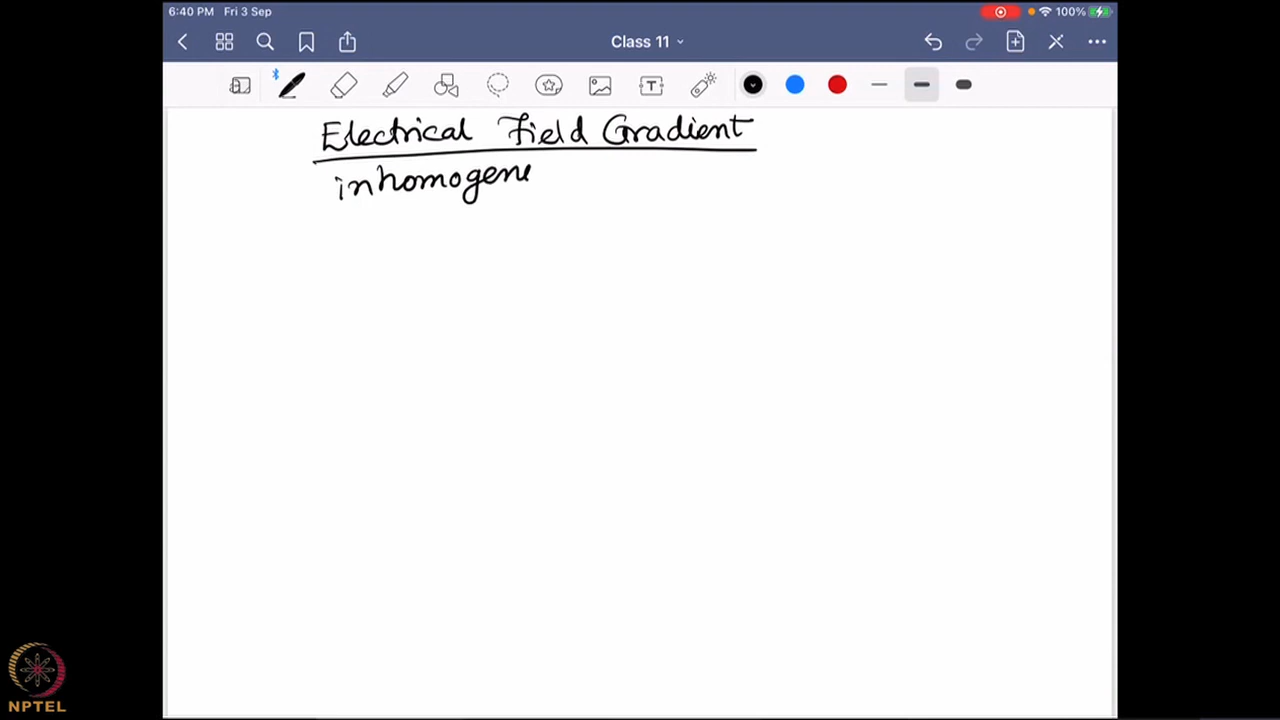 6:40 PM Fri 3 Sep
100%
Class 11
T
Electrical Field Gradient
inhomogene
NPTEL